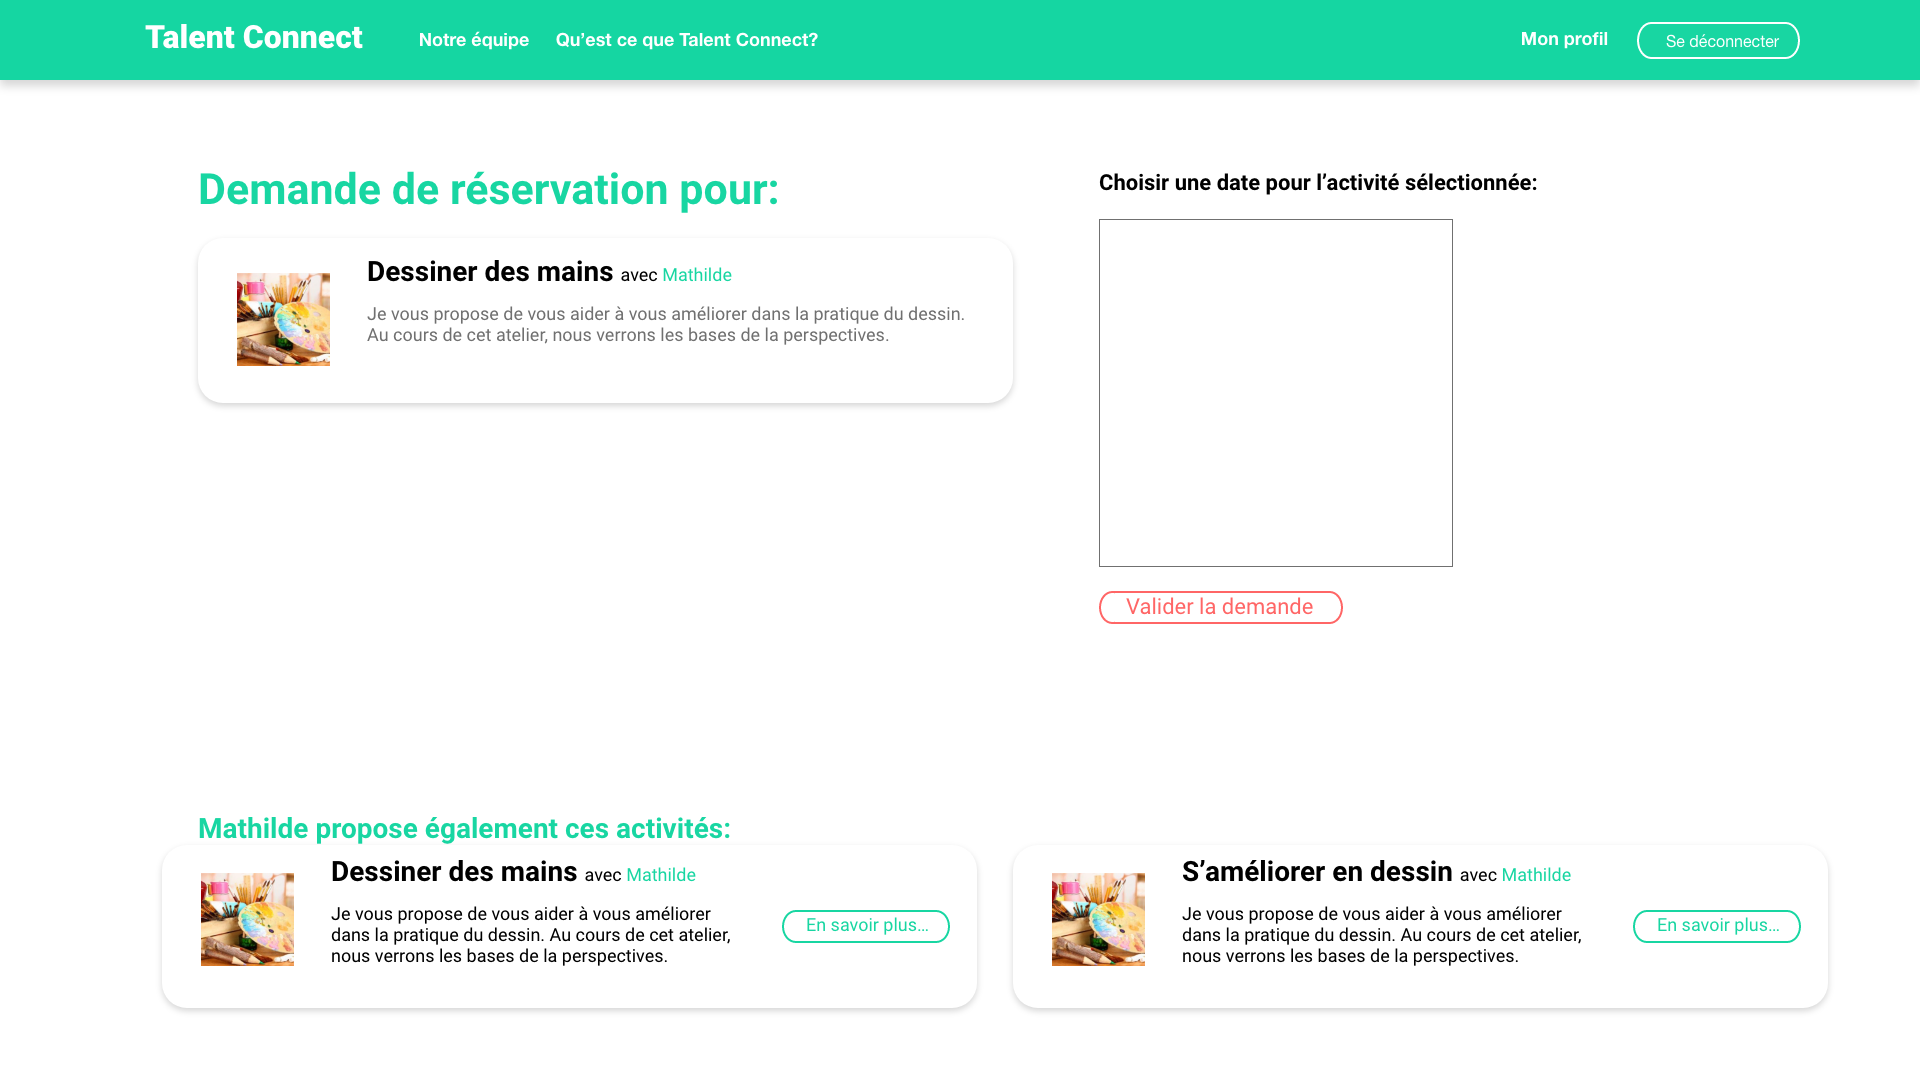 Talent Connect
Notre équipe
Qu’est ce que Talent Connect?
Mon profil
Se déconnecter
Demande de réservation pour:
Dessiner des mains avec Mathilde
Je vous propose de vous aider à vous améliorer dans la pratique du dessin.
Au cours de cet atelier, nous verrons les bases de la perspectives.
Choisir une date pour l’activité sélectionnée:
Valider la demande
Mathilde propose également ces activités:
Dessiner des mains avec Mathilde
Je vous propose de vous aider à vous améliorer
dans la pratique du dessin. Au cours de cet atelier,
nous verrons les bases de la perspectives.
En savoir plus...
S’améliorer en dessin avec Mathilde
Je vous propose de vous aider à vous améliorer
dans la pratique du dessin. Au cours de cet atelier,
nous verrons les bases de la perspectives.
En savoir plus...